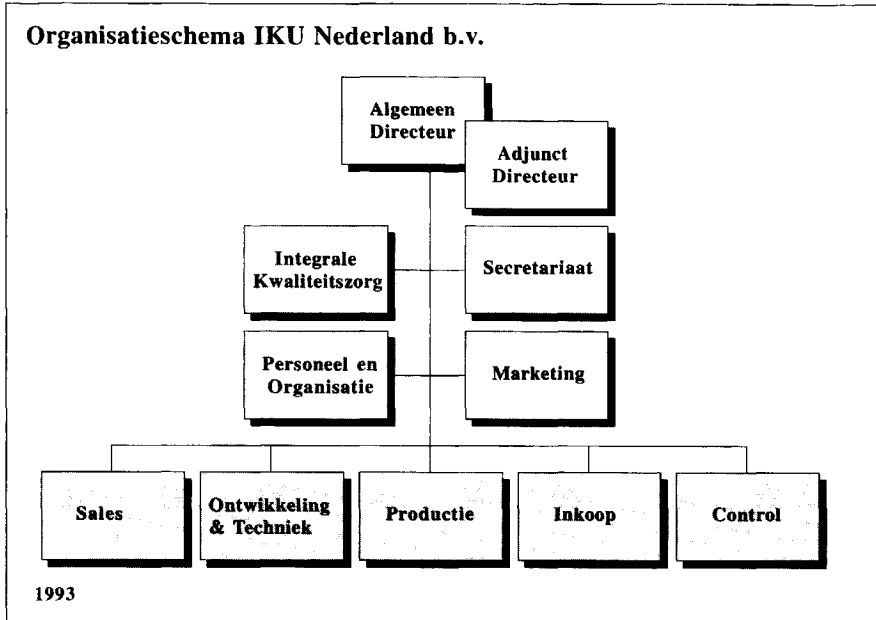 Organisatieschema IKU Nederland b.v.
Algemeen
Directeur
Adjunct
Directeur
Integrale
Kwaliteitszorg
Secretariaat
Personeel en
Organisatie
Marketing
Sales
Ontwikkeling
& Techniek
Productie
Inkoop
Control
1993